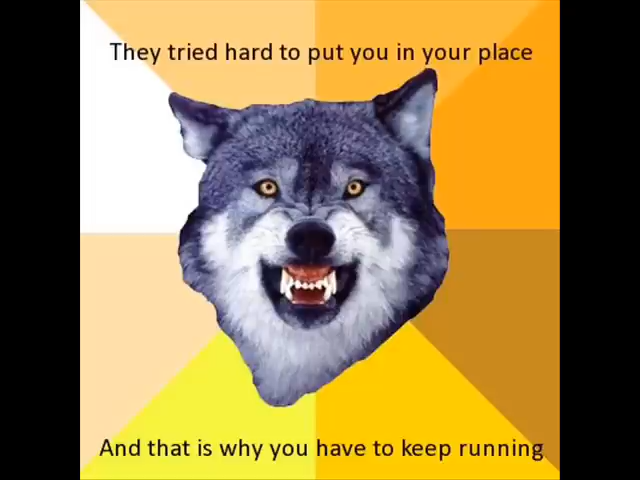 They tried hard to put you in your place
And that is why you have to keep running